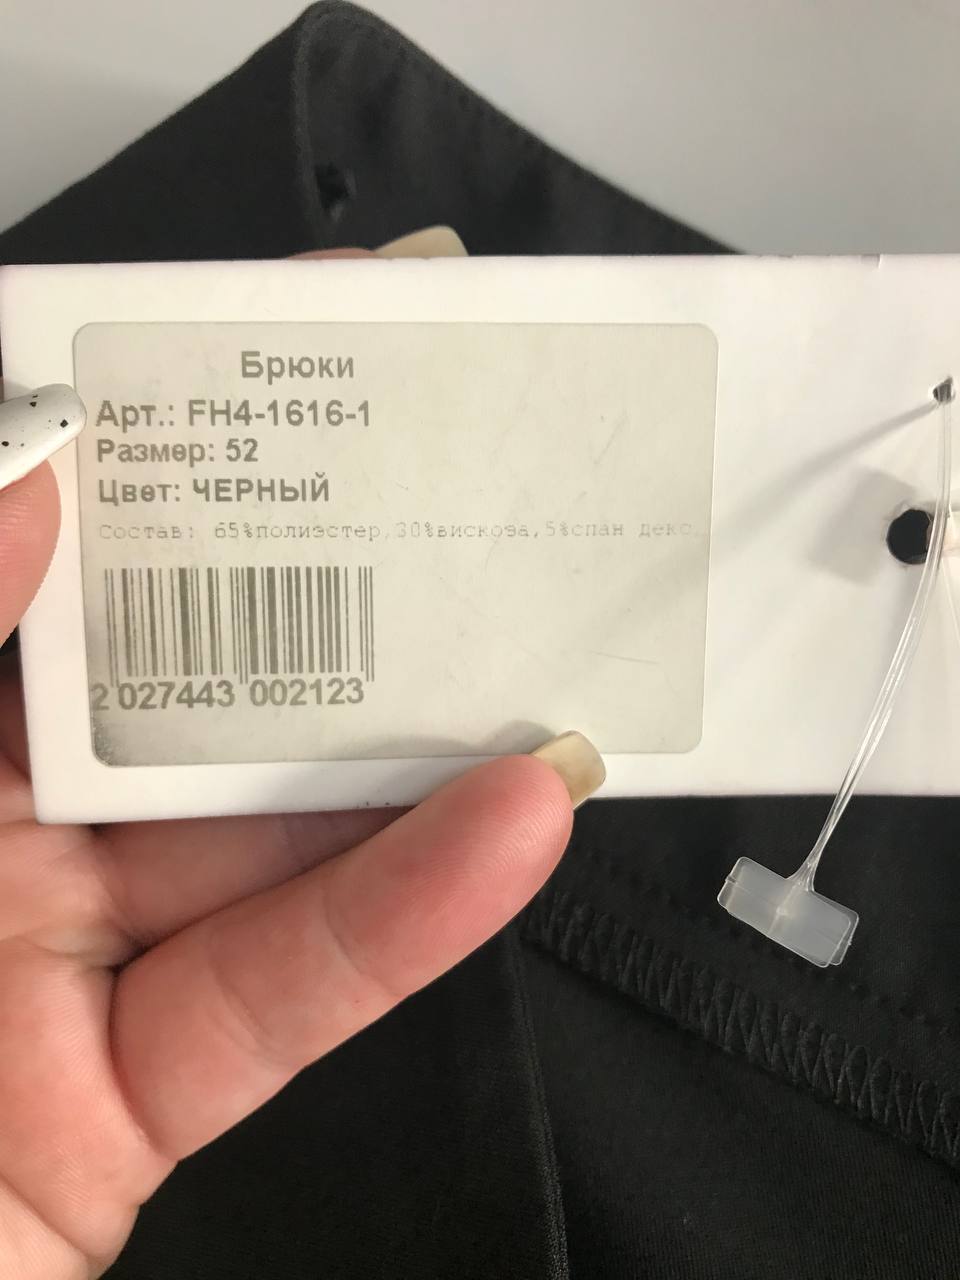 Брюки
Арт.: FH4-1616-1
Размер: 52
Цвет: ЧЕРНЫЙ
Состав: 65%полиэстер,30%вискоза,5%спан декс.
2 027443 002123